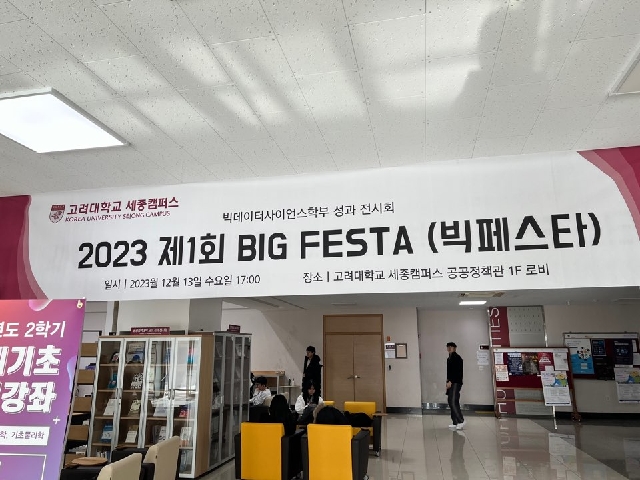 고려대학교 세종캠퍼스
KOREA UNIVERSITY SEJONG CAMPUS
빅데이터사이언스학부 성과 전시회
2023 제1회 BIG FESTA (빅페스타)
일시 | 2023월 12월 13일 수요일 17:00
장소 | 고려대학교 세종캠퍼스 공공정책관 1F 로비
도 2학기
기초
강좌